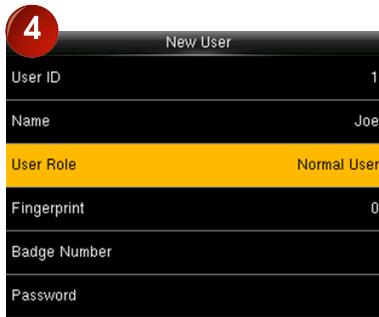 4
New User
User ID 1
Name Joe
User Role Normal User
Fingerprint 0
Badge Number
Password